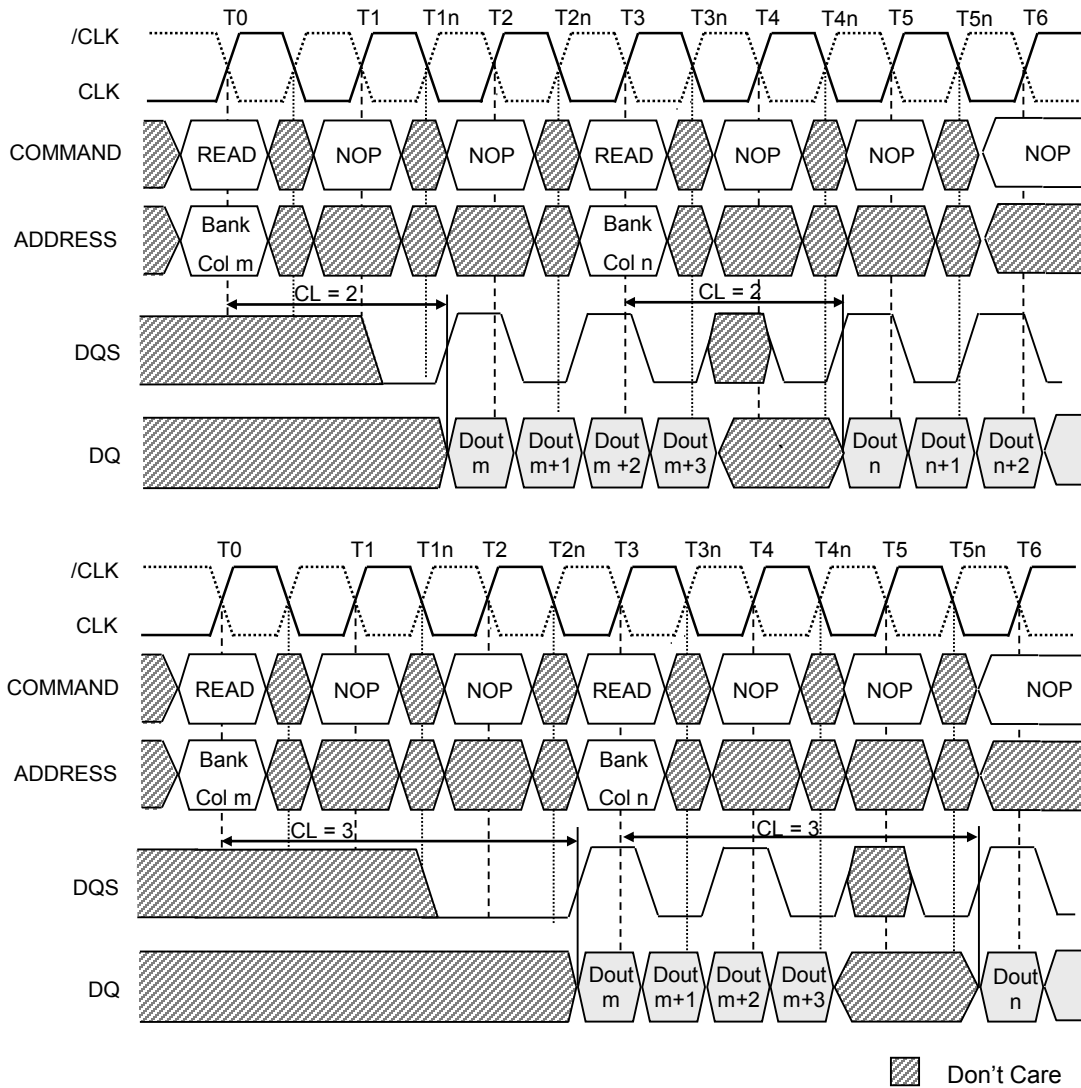 T0 T1 T1n T2 T2n T3 T3n T4 T4n T5 T5n T6
/CLK
CLK
COMMAND READ NOP NOP READ NOP NOP NOP
ADDRESS Bank Col m Bank Col n
CL = 2 CL = 2
DQS
DQ Dout m Dout m+1 Dout m +2 Dout m+3 Dout n Dout n+1 Dout n+2
T0 T1 T1n T2 T2n T3 T3n T4 T4n T5 T5n T6
/CLK
CLK
COMMAND READ NOP NOP READ NOP NOP NOP
ADDRESS Bank Col m Bank Col n
CL = 3 CL = 3
DQS
DQ Dout m Dout m+1 Dout m+2 Dout m+3 Dout n
Don't Care